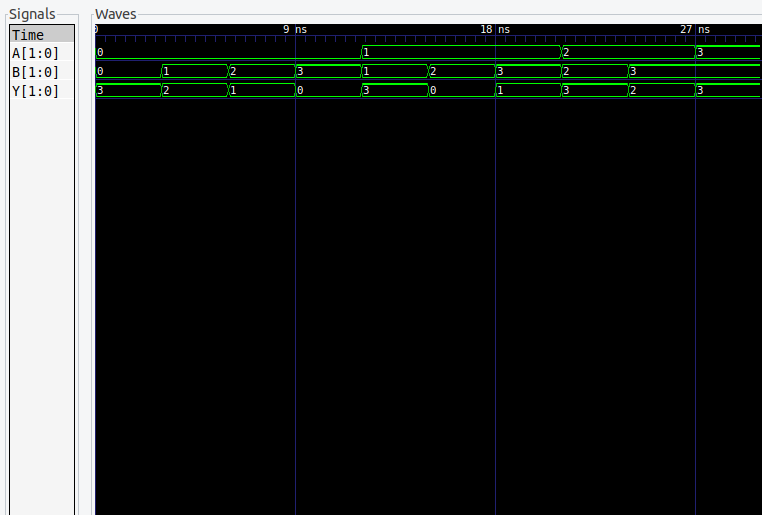 Signals Waves
Time 0 9 ns 18 ns 27 ns
A[1:0] 0 1 2 3
B[1:0] 0 1 2 3 1 2 3 2 3
Y[1:0] 3 2 1 0 3 0 1 3 2 3